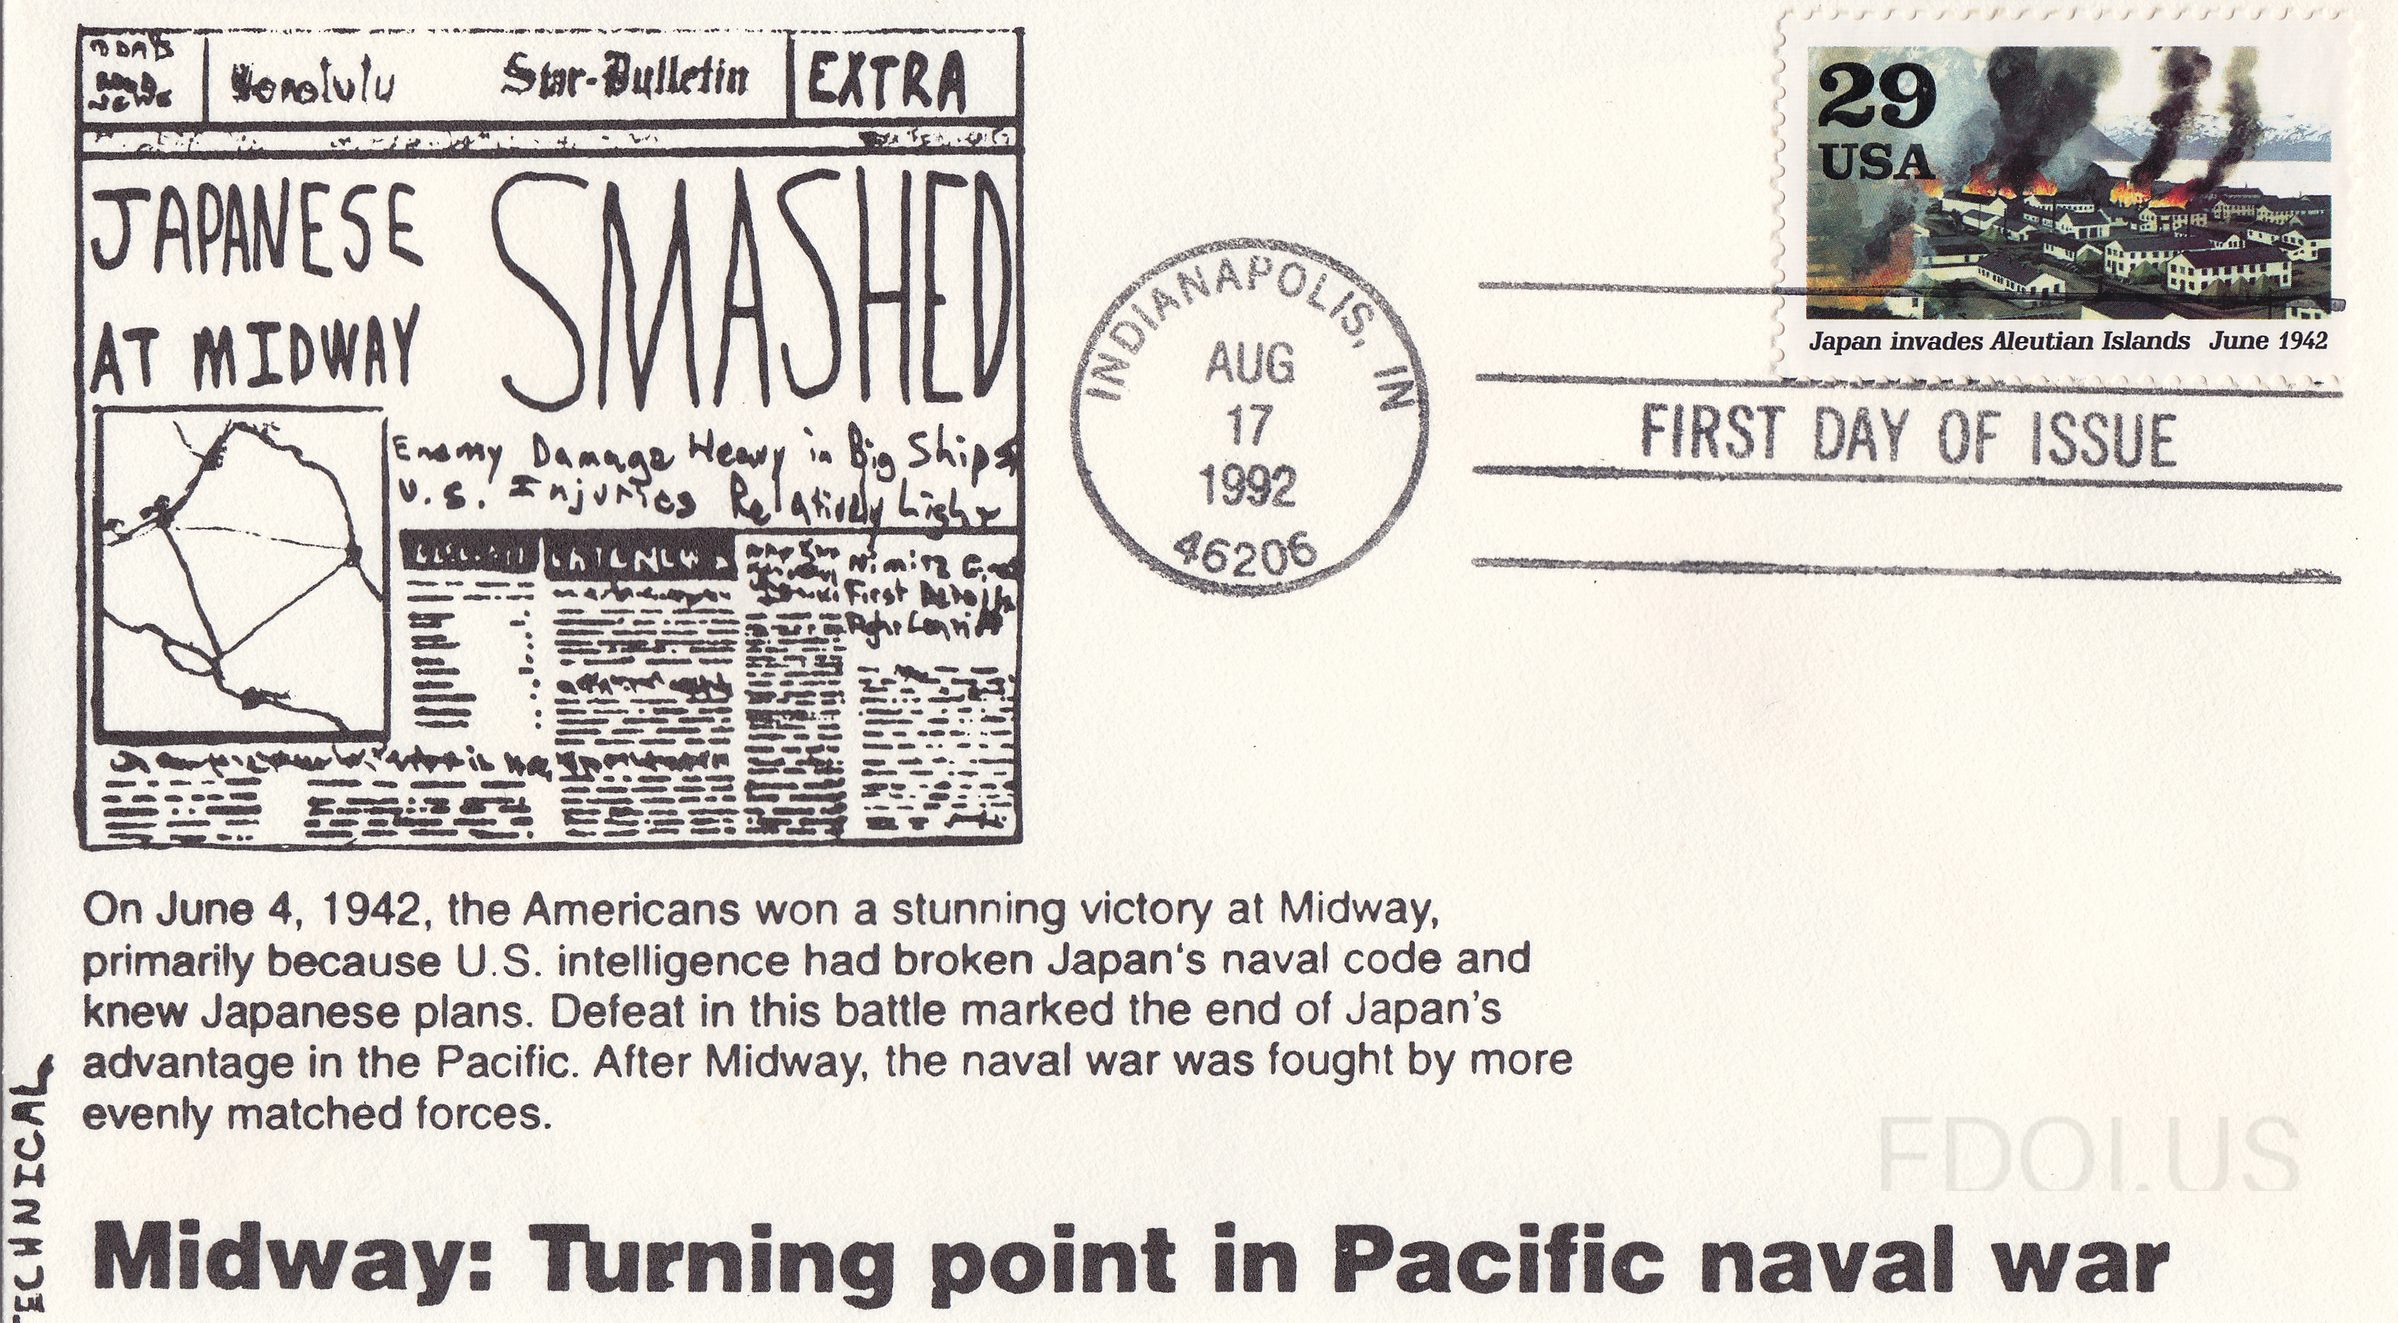 Honolulu Star-Bulletin EXTRA
JAPANESE SMASHED
AT MIDWAY
Enemy Damage Heavy in Big Ships
U.S. Injuries Relatively Light
Nimitz
First
INDIANAPOLIS, IN
AUG
17
1992
46206
29
USA
Japan invades Aleutian Islands June 1942
FIRST DAY OF ISSUE
On June 4, 1942, the Americans won a stunning victory at Midway,
primarily because U.S. intelligence had broken Japan's naval code and
knew Japanese plans. Defeat in this battle marked the end of Japan's
advantage in the Pacific. After Midway, the naval war was fought by more
evenly matched forces.
FDOI.US
TECHNICAL
Midway: Turning point in Pacific naval war